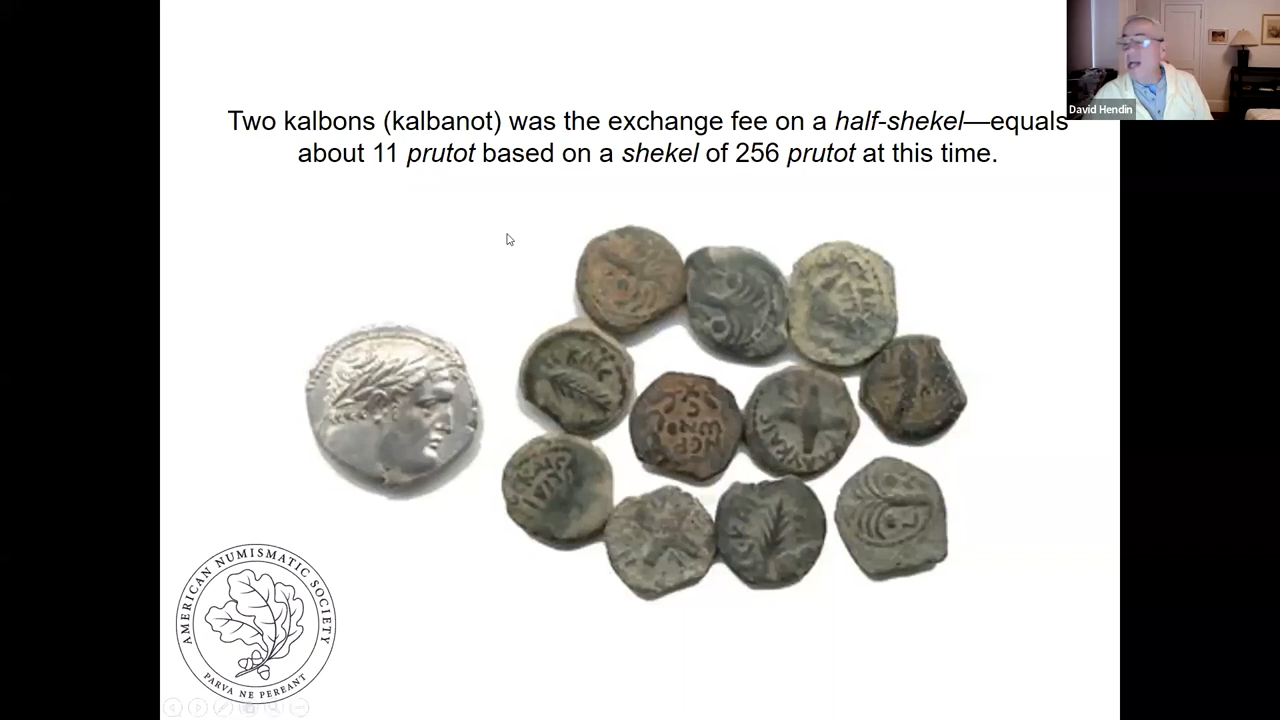 Two kalbons (kalbanot) was the exchange fee on a half-shekel—equals
about 11 prutot based on a shekel of 256 prutot at this time.
David Hendin
AMERICAN NUMISMATIC SOCIETY
PARVA NE PEREANT